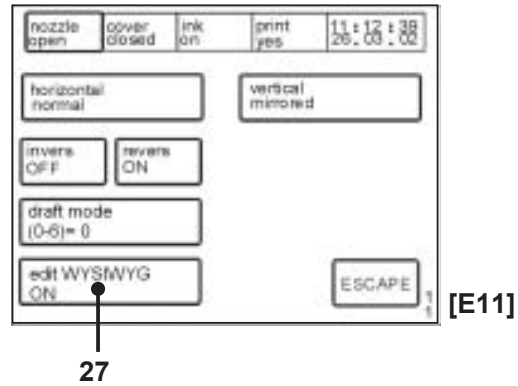 nozzle open cover closed ink on print yes 11:12:39 26.03.02
horizontal normal
vertical mirrored
invers OFF
revers ON
draft mode (0-6)= 0
edit WYSIWYG ON
ESCAPE
1
1
[E11]
27